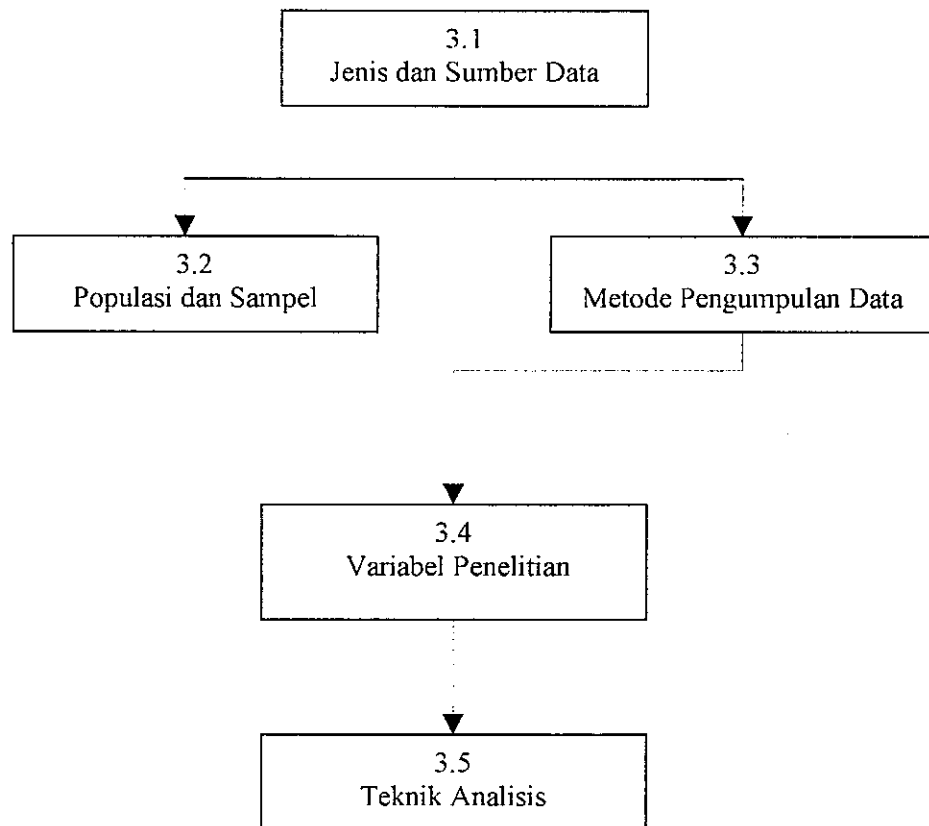 3.1
Jenis dan Sumber Data
3.2
Populasi dan Sampel
3.3
Metode Pengumpulan Data
3.4
Variabel Penelitian
3.5
Teknik Analisis